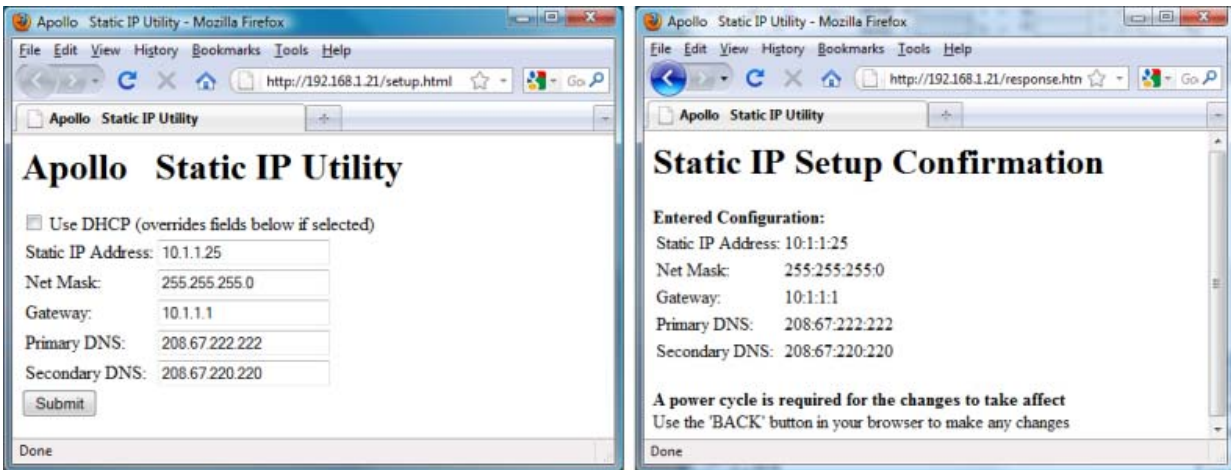 Apollo Static IP Utility - Mozilla Firefox
File Edit View History Bookmarks Tools Help
http://192.168.1.21/setup.html
Go
Apollo Static IP Utility
Apollo Static IP Utility
Use DHCP (overrides fields below if selected)
Static IP Address: 10.1.1.25
Net Mask: 255.255.255.0
Gateway: 10.1.1.1
Primary DNS: 208.67.222.222
Secondary DNS: 208.67.220.220
Submit
Done
Apollo Static IP Utility - Mozilla Firefox
File Edit View History Bookmarks Tools Help
http://192.168.1.21/response.htn
Go
Apollo Static IP Utility
Static IP Setup Confirmation
Entered Configuration:
Static IP Address: 10:1:1:25
Net Mask: 255:255:255:0
Gateway: 10:1:1:1
Primary DNS: 208:67:222:222
Secondary DNS: 208:67:220:220
A power cycle is required for the changes to take affect
Use the 'BACK' button in your browser to make any changes
Done